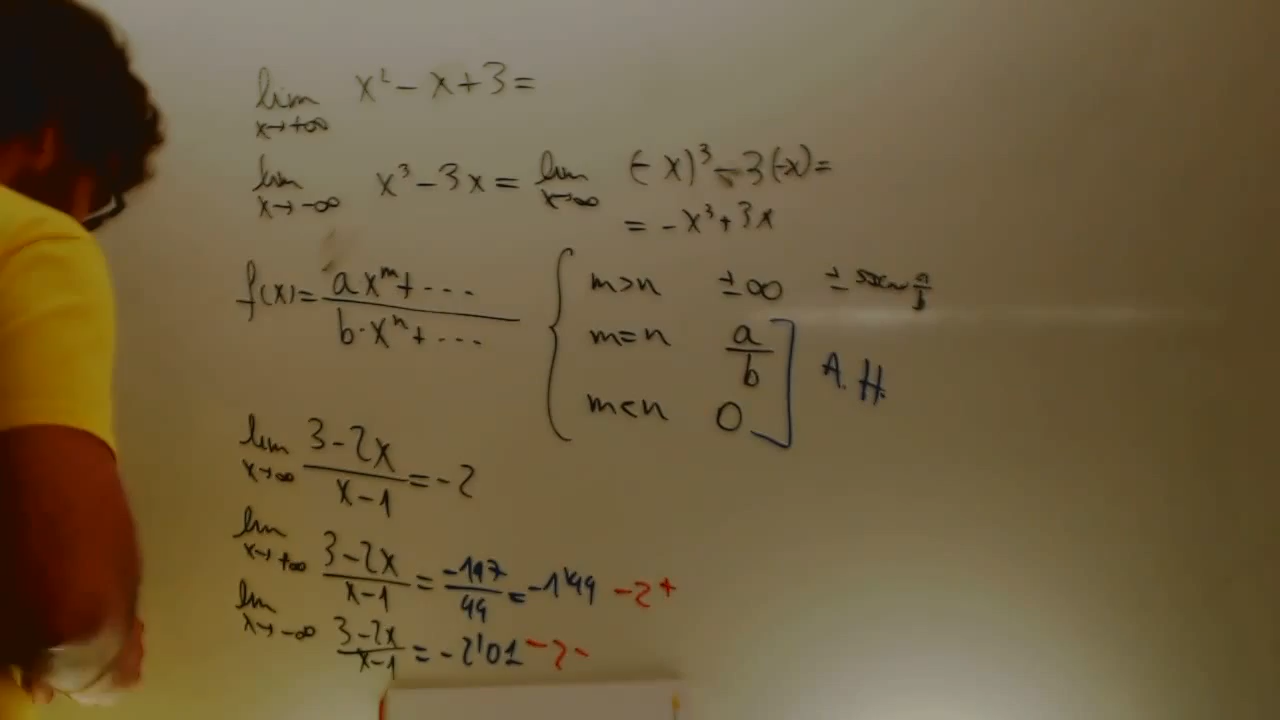 lim x→+∞ x² - x + 3 =
lim x→-∞ x³ - 3x = lim x→∞ (-x)³ - 3(-x) =
= -x³ + 3x
f(x) = (a x^m + ...) / (b · x^n + ...)
m>n ±∞ ± a/b
m=n a/b
m<n 0
A.H.
lim x→∞ (3-2x)/(x-1) = -2
lim x→+∞ (3-2x)/(x-1) = -197/99 = -1'99 -2⁺
lim x→-∞ (3-2x)/(x-1) = -2'01 -2⁻